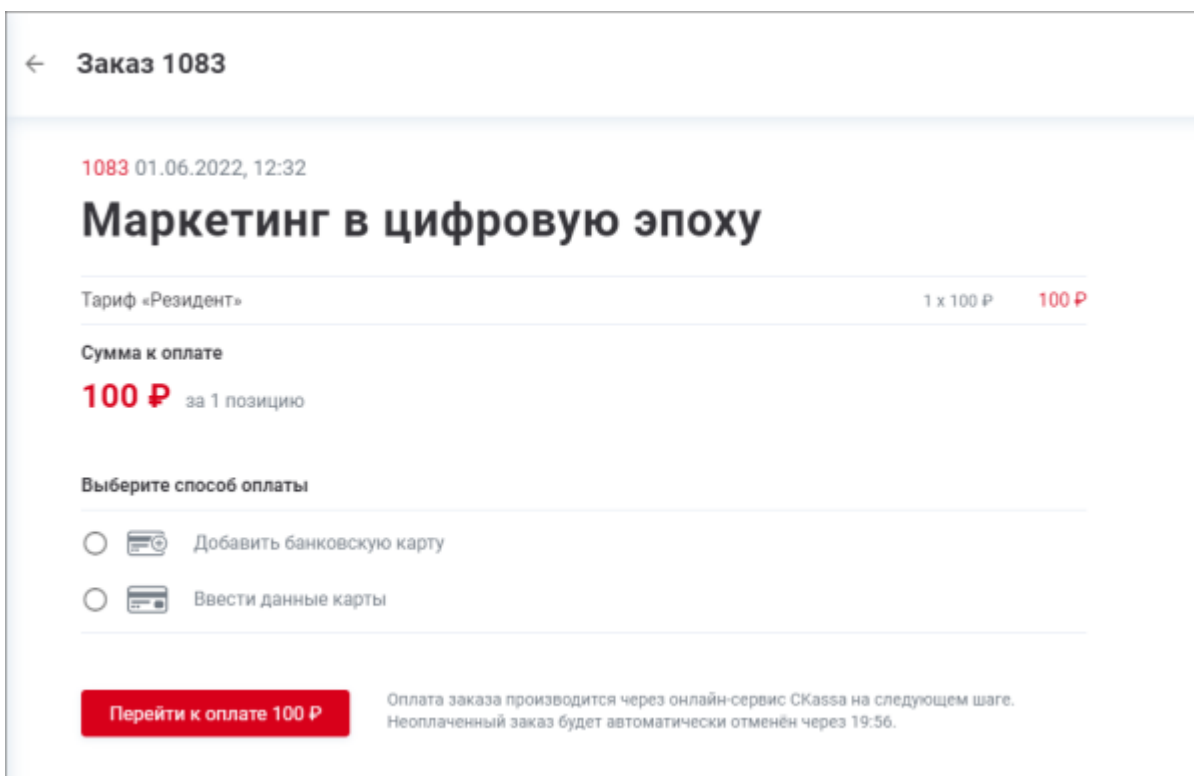 Заказ 1083
1083 01.06.2022, 12:32
Маркетинг в цифровую эпоху
Тариф «Резидент» 1 x 100 ₽ 100 ₽
Сумма к оплате
100 ₽ за 1 позицию
Выберите способ оплаты
Добавить банковскую карту
Ввести данные карты
Перейти к оплате 100 ₽
Оплата заказа производится через онлайн-сервис CKassa на следующем шаге.
Неоплаченный заказ будет автоматически отменён через 19:56.